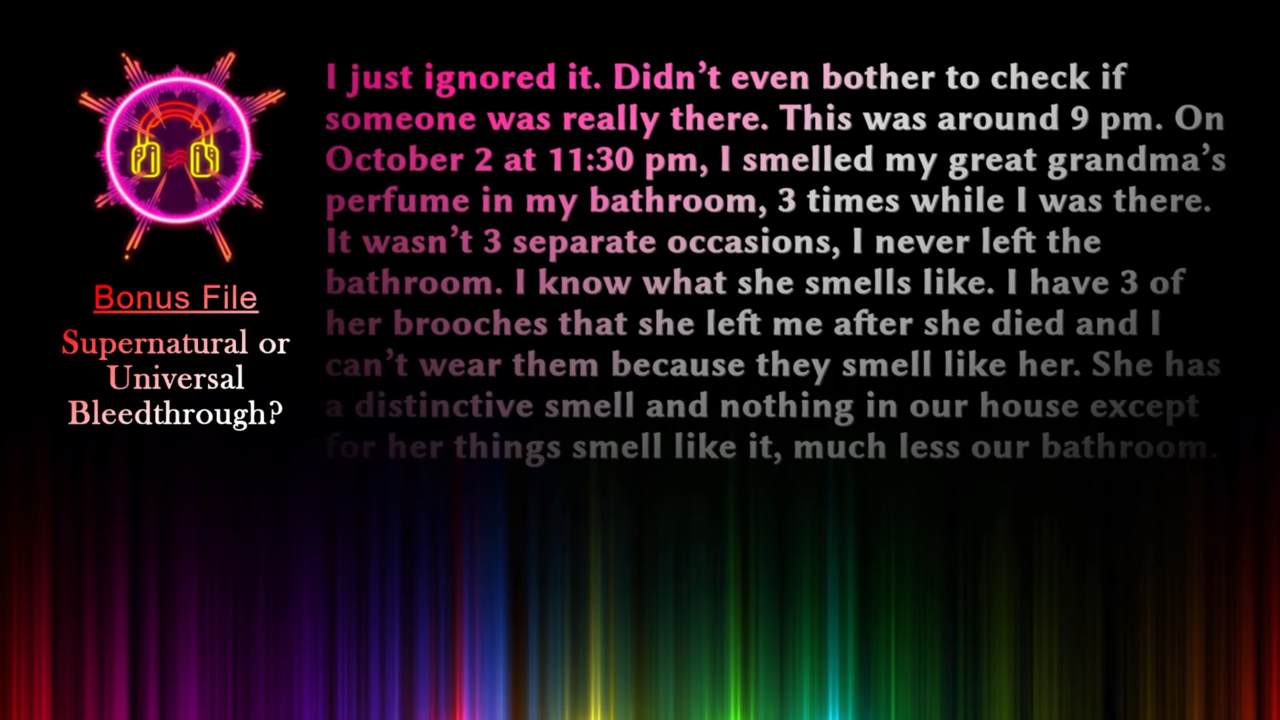 Bonus File
Supernatural or
Universal
Bleedthrough?
I just ignored it. Didn’t even bother to check if
someone was really there. This was around 9 pm. On
October 2 at 11:30 pm, I smelled my great grandma’s
perfume in my bathroom, 3 times while I was there.
It wasn’t 3 separate occasions, I never left the
bathroom. I know what she smells like. I have 3 of
her brooches that she left me after she died and I
can’t wear them because they smell like her. She has
a distinctive smell and nothing in our house except
for her things smell like it, much less our bathroom.